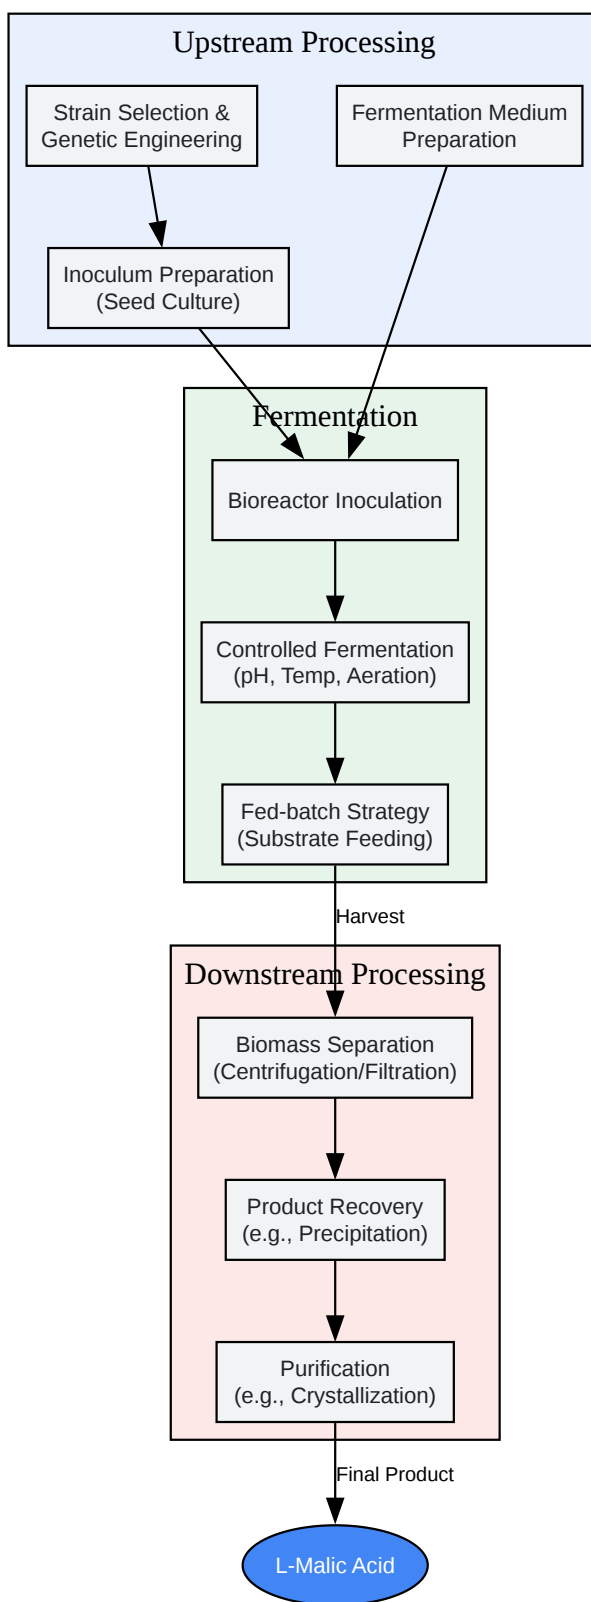 Upstream Processing
Strain Selection &
Genetic Engineering
Fermentation Medium
Preparation
Inoculum Preparation
(Seed Culture)
Fermentation
Bioreactor Inoculation
Controlled Fermentation
(pH, Temp, Aeration)
Fed-batch Strategy
(Substrate Feeding)
Harvest
Downstream Processing
Biomass Separation
(Centrifugation/Filtration)
Product Recovery
(e.g., Precipitation)
Purification
(e.g., Crystallization)
Final Product
L-Malic Acid